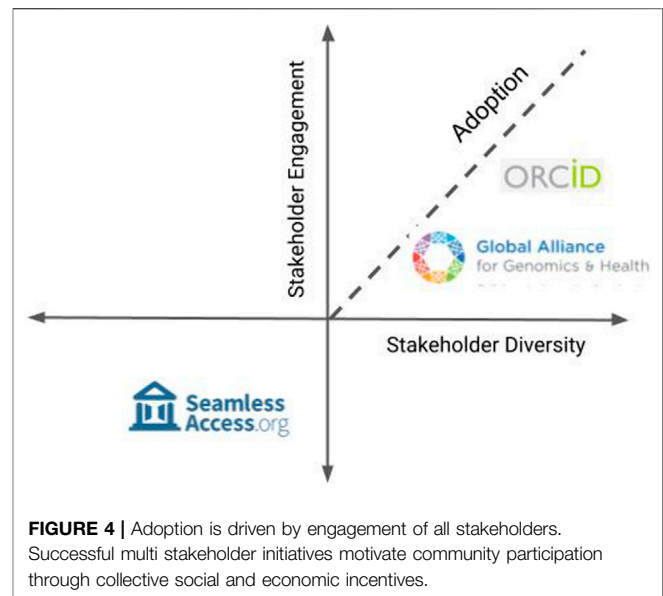 Stakeholder Engagement
Adoption
ORCiD
Global Alliance
for Genomics & Health
Stakeholder Diversity
Seamless
Access.org
FIGURE 4 | Adoption is driven by engagement of all stakeholders.
Successful multi stakeholder initiatives motivate community participation
through collective social and economic incentives.